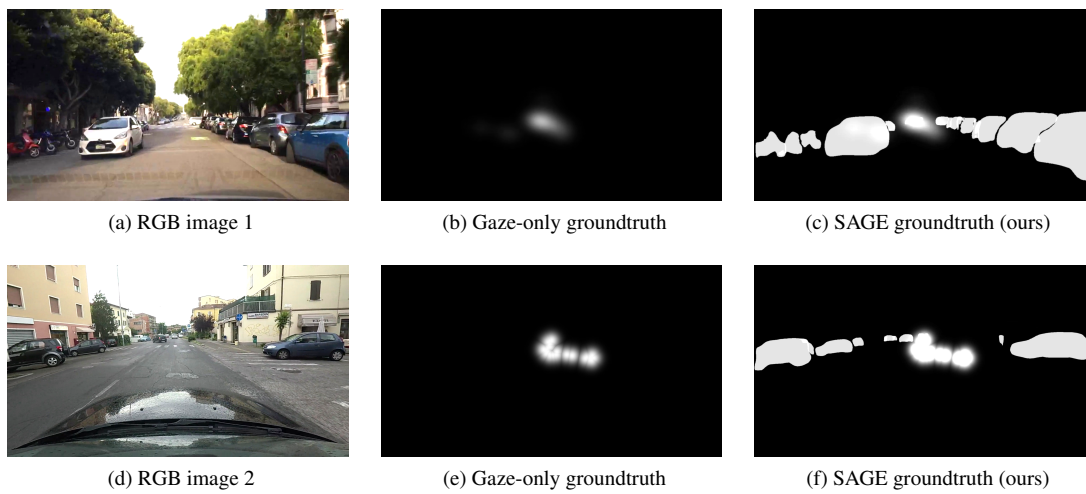 (a) RGB image 1
(b) Gaze-only groundtruth
(c) SAGE groundtruth (ours)
(d) RGB image 2
(e) Gaze-only groundtruth
(f) SAGE groundtruth (ours)